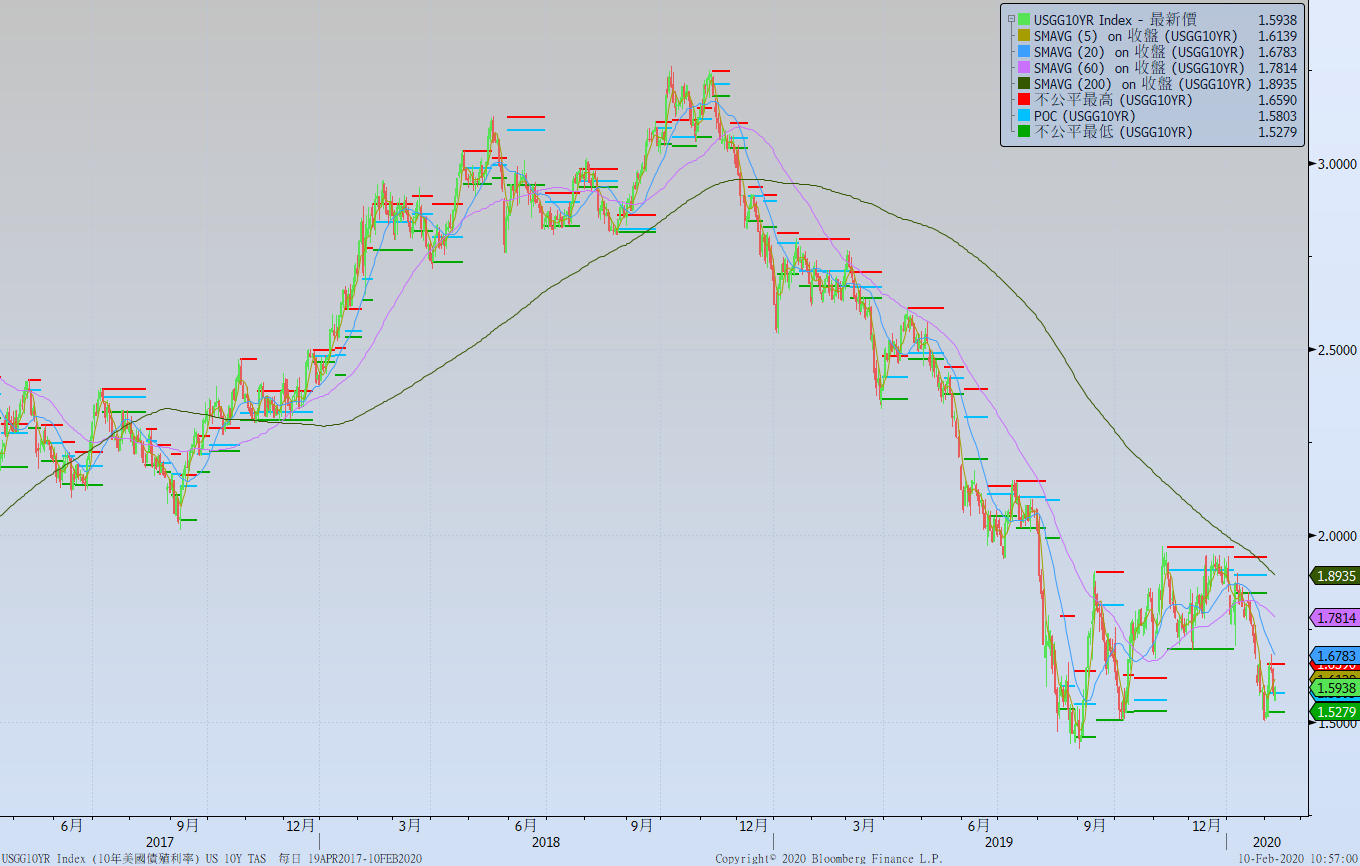 USGG10YR Index - 最新價 1.5938
SMAVG (5) on 收盤 (USGG10YR) 1.6139
SMAVG (20) on 收盤 (USGG10YR) 1.6783
SMAVG (60) on 收盤 (USGG10YR) 1.7814
SMAVG (200) on 收盤 (USGG10YR) 1.8935
不公平最高 (USGG10YR) 1.6590
POC (USGG10YR) 1.5803
不公平最低 (USGG10YR) 1.5279
3.0000
2.5000
2.0000
1.8935
1.7814
1.6783
1.5938
1.5279
1.5000
6月 9月 12月 3月 6月 9月 12月 3月 6月 9月 12月
2017 2018 2019 2020
USGG10YR Index (10年美國債殖利率) US 10Y TAS 每日 19APR2017-10FEB2020 Copyright© 2020 Bloomberg Finance L.P. 10-Feb-2020 10:57:00